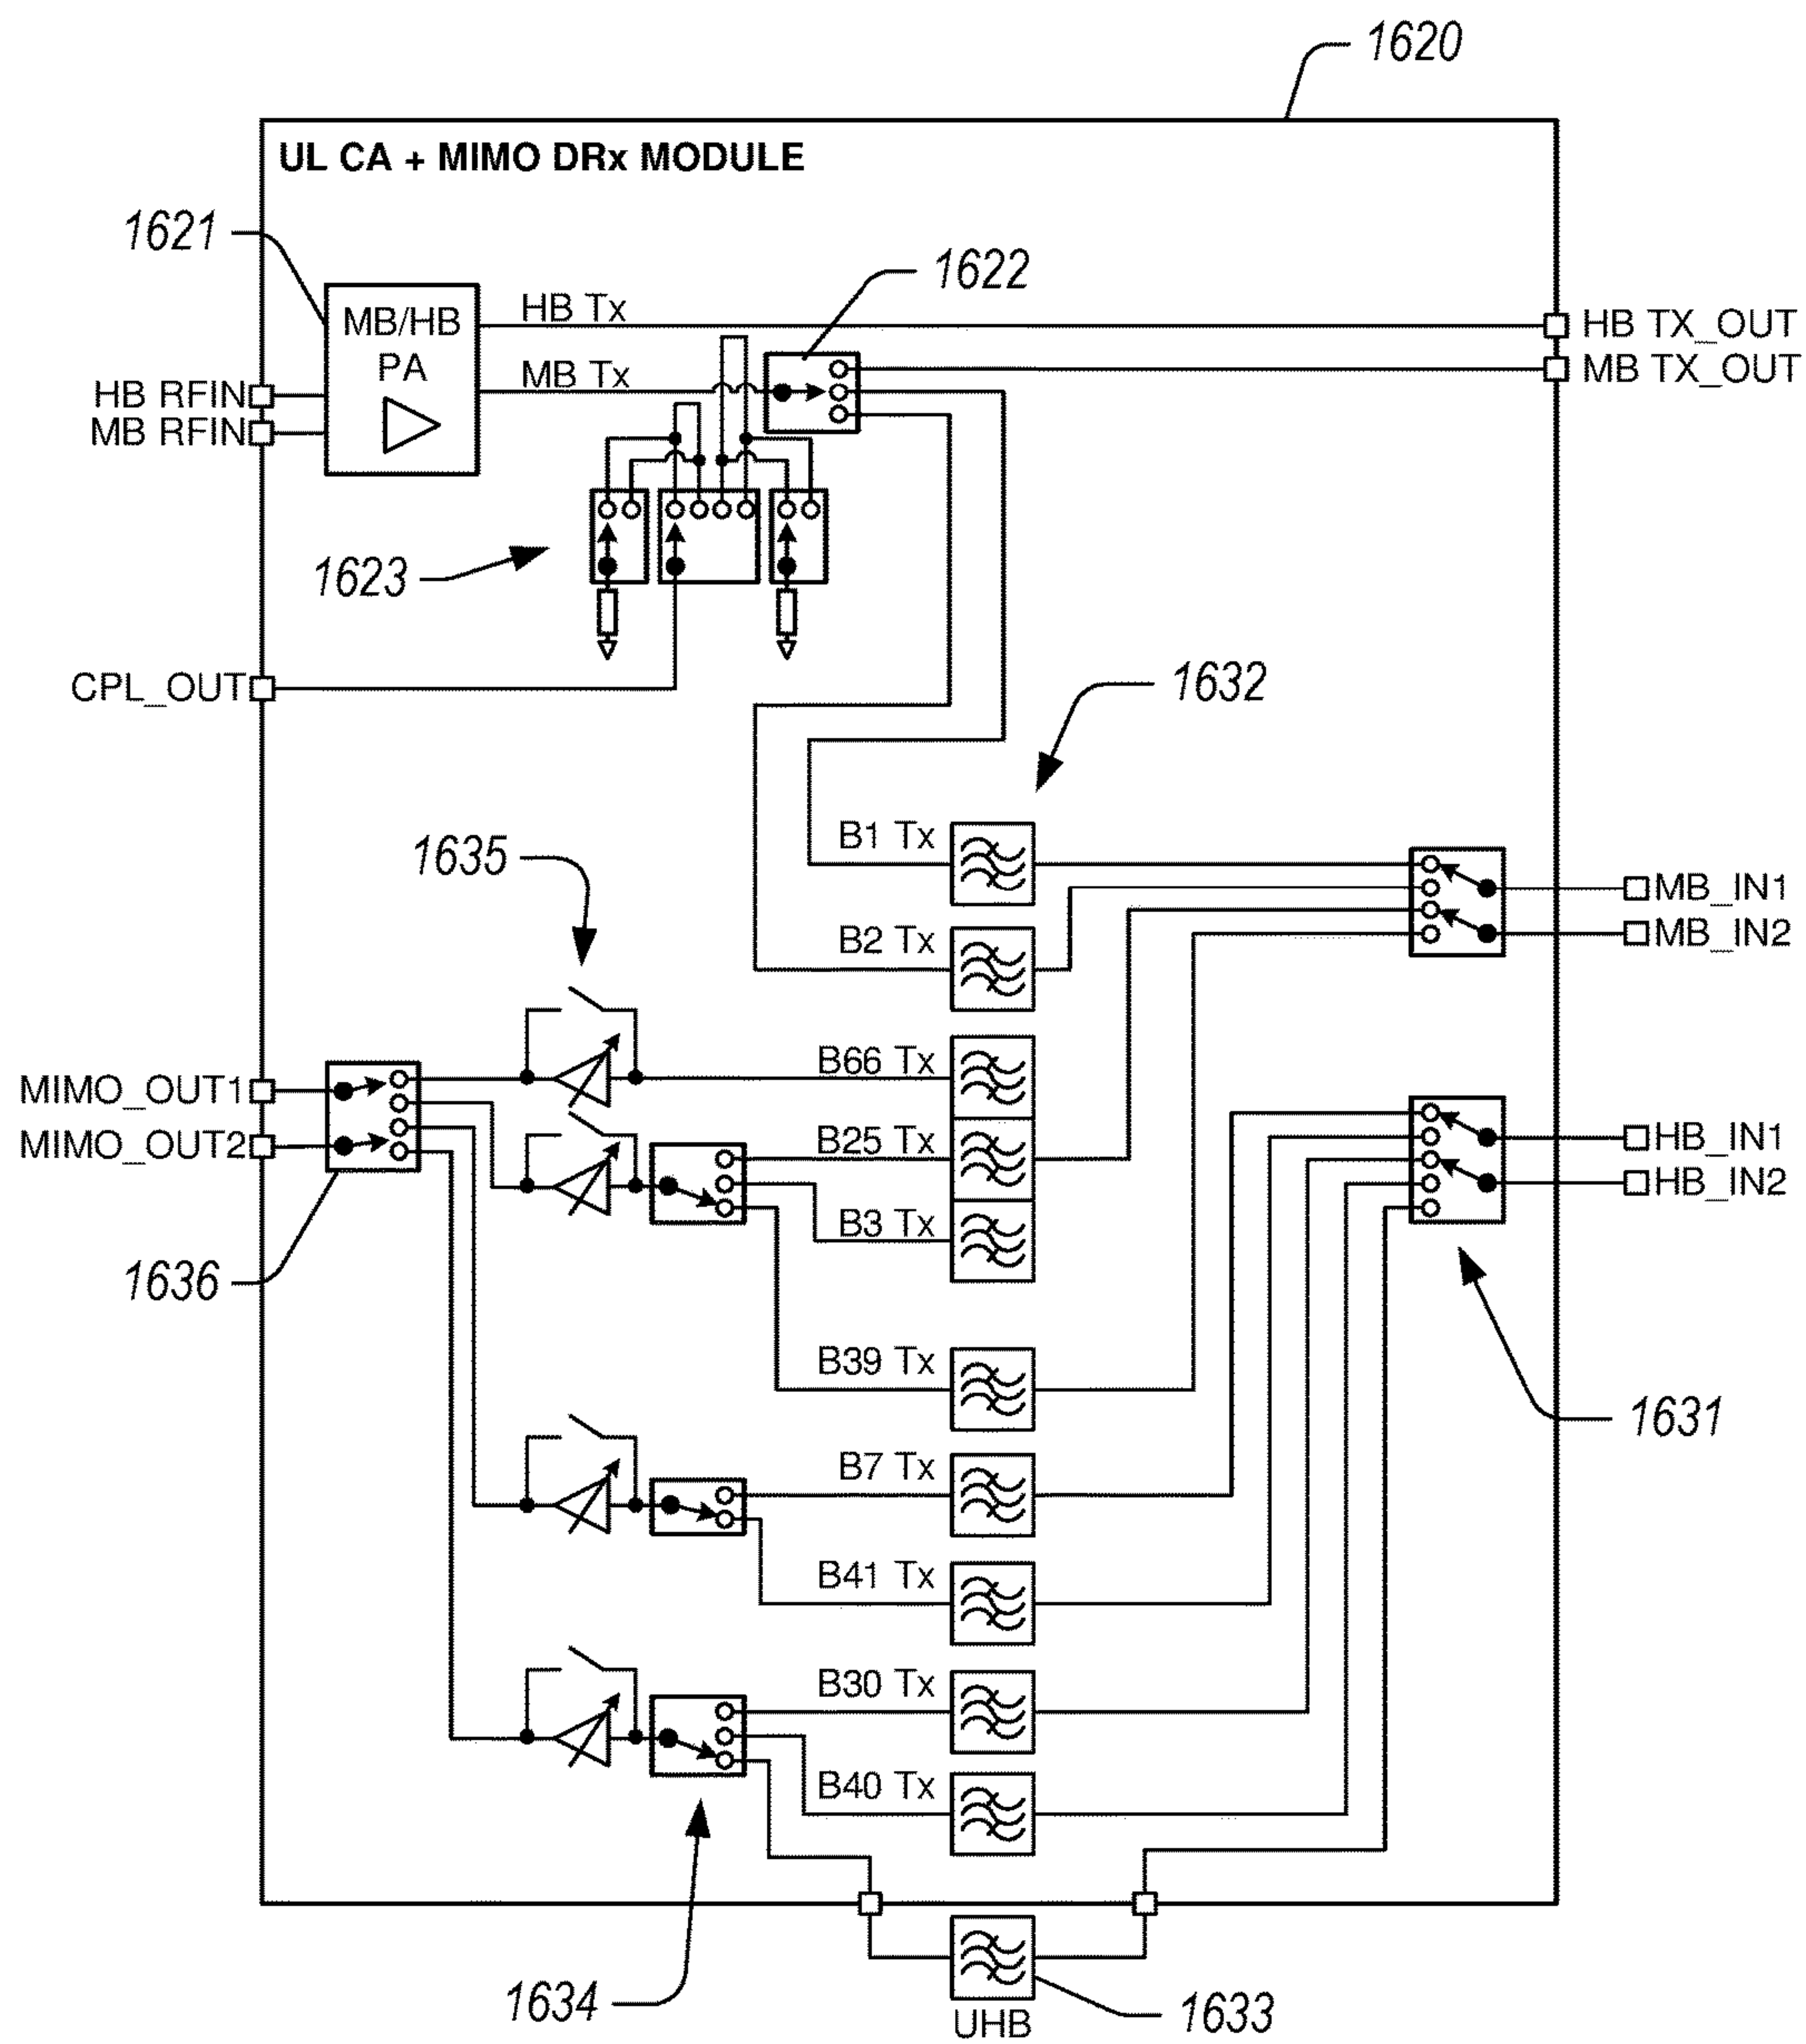 1620
UL CA + MIMO DRx MODULE
1621
1622
MB/HB
PA
HB Tx
MB Tx
HB TX_OUT
MB TX_OUT
HB RFIN
MB RFIN
1623
CPL_OUT
1632
1635
B1 Tx
B2 Tx
MB_IN1
MB_IN2
MIMO_OUT1
MIMO_OUT2
B66 Tx
B25 Tx
B3 Tx
HB_IN1
HB_IN2
1636
B39 Tx
1631
B7 Tx
B41 Tx
B30 Tx
B40 Tx
1634
1633
UHB